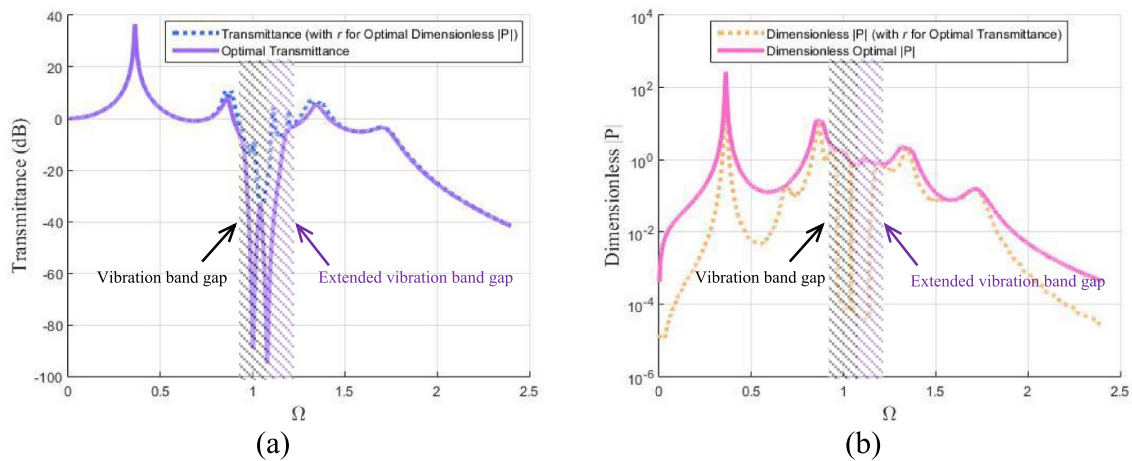 40
20
0
-20
-40
-60
-80
-100
0
0.5
1
1.5
2
2.5
Transmittance (dB)
Ω
Transmittance (with r for Optimal Dimensionless |P|)
Optimal Transmittance
Vibration band gap
Extended vibration band gap
(a)
10^4
10^2
10^0
10^-2
10^-4
10^-6
0
0.5
1
1.5
2
2.5
Dimensionless |P|
Ω
Dimensionless |P| (with r for Optimal Transmittance)
Dimensionless Optimal |P|
Vibration band gap
Extended vibration band gap
(b)